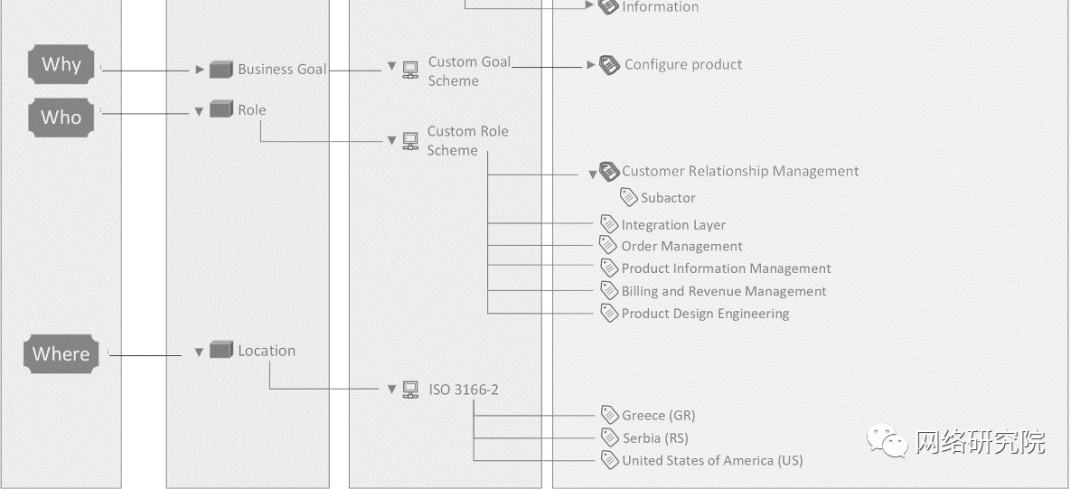 Information
Why
Business Goal
Custom Goal
Scheme
Configure product
Who
Role
Custom Role
Scheme
Customer Relationship Management
Subactor
Integration Layer
Order Management
Product Information Management
Billing and Revenue Management
Product Design Engineering
Where
Location
ISO 3166-2
Greece (GR)
Serbia (RS)
United States of America (US)
网络研究院